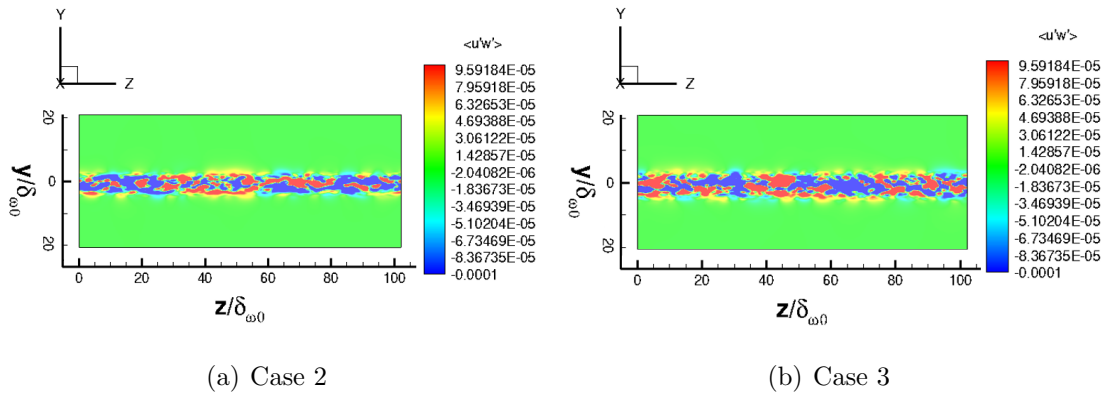 Y
X
Z
<u'w'>
9.59184E-05
7.95918E-05
6.32653E-05
4.69388E-05
3.06122E-05
1.42857E-05
-2.04082E-06
-1.83673E-05
-3.46939E-05
-5.10204E-05
-6.73469E-05
-8.36735E-05
-0.0001
20
0
20
y/δω0
0 20 40 60 80 100
z/δω0
(a) Case 2
Y
X
Z
<u'w'>
9.59184E-05
7.95918E-05
6.32653E-05
4.69388E-05
3.06122E-05
1.42857E-05
-2.04082E-06
-1.83673E-05
-3.46939E-05
-5.10204E-05
-6.73469E-05
-8.36735E-05
-0.0001
20
0
20
y/δω0
0 20 40 60 80 100
z/δω0
(b) Case 3